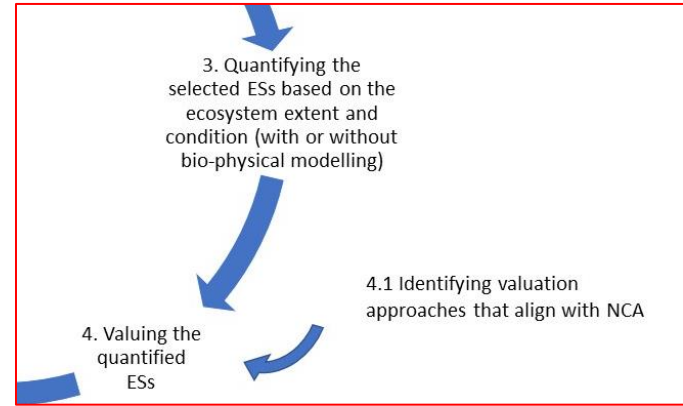 3. Quantifying the
selected ESs based on the
ecosystem extent and
condition (with or without
bio-physical modelling)
4.1 Identifying valuation
approaches that align with NCA
4. Valuing the
quantified
ESs